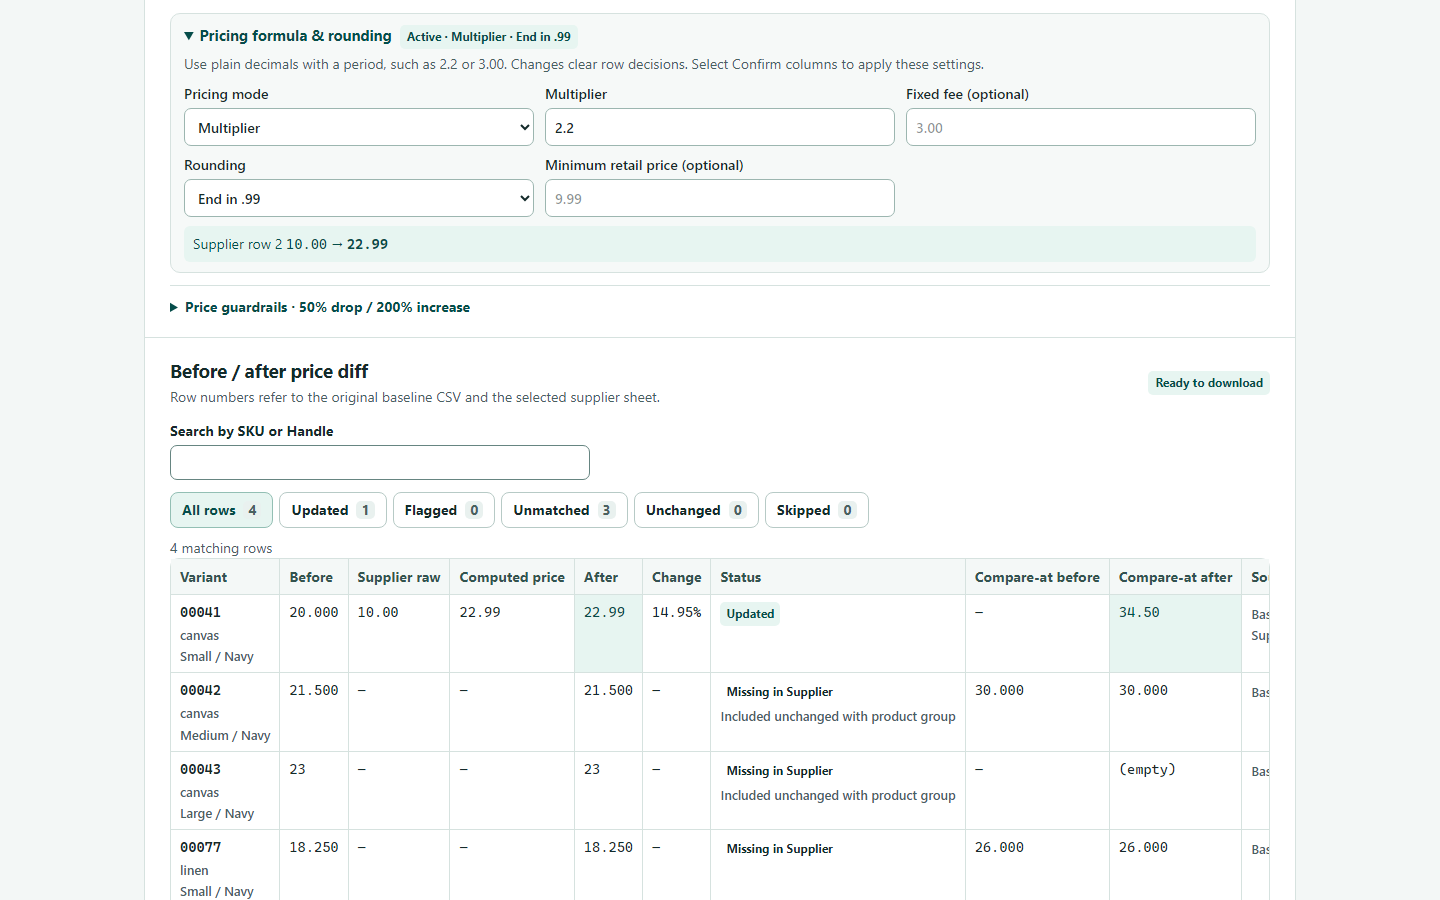 ▼ Pricing formula & rounding Active · Multiplier · End in .99
Use plain decimals with a period, such as 2.2 or 3.00. Changes clear row decisions. Select Confirm columns to apply these settings.
Pricing mode Multiplier Fixed fee (optional)
Multiplier 2.2 3.00
Rounding Minimum retail price (optional)
End in .99 9.99
Supplier row 2 10.00 → 22.99
▶ Price guardrails · 50% drop / 200% increase
Before / after price diff
Ready to download
Row numbers refer to the original baseline CSV and the selected supplier sheet.
Search by SKU or Handle
All rows 4 Updated 1 Flagged 0 Unmatched 3 Unchanged 0 Skipped 0
4 matching rows
Variant Before Supplier raw Computed price After Change Status Compare-at before Compare-at after
00041 20.000 10.00 22.99 22.99 14.95% Updated — 34.50
canvas
Small / Navy
00042 21.500 — — 21.500 — Missing in Supplier 30.000 30.000
canvas Included unchanged with product group
Medium / Navy
00043 23 — — 23 — Missing in Supplier — (empty)
canvas Included unchanged with product group
Large / Navy
00077 18.250 — — 18.250 — Missing in Supplier 26.000 26.000
linen
Small / Navy